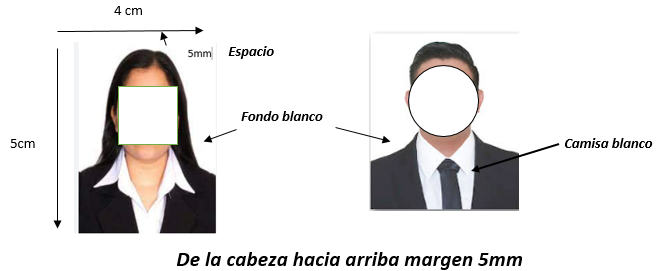 4 cm
5mm
Espacio
5cm
Fondo blanco
Camisa blanco
De la cabeza hacia arriba margen 5mm